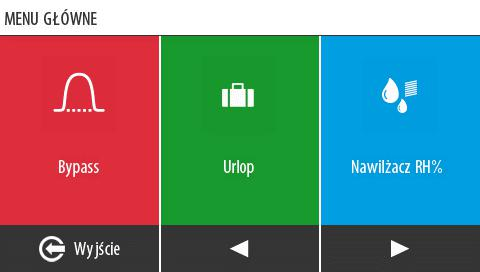 MENU GŁÓWNE
Bypass
Urlop
Nawilżacz RH%
Wyjście